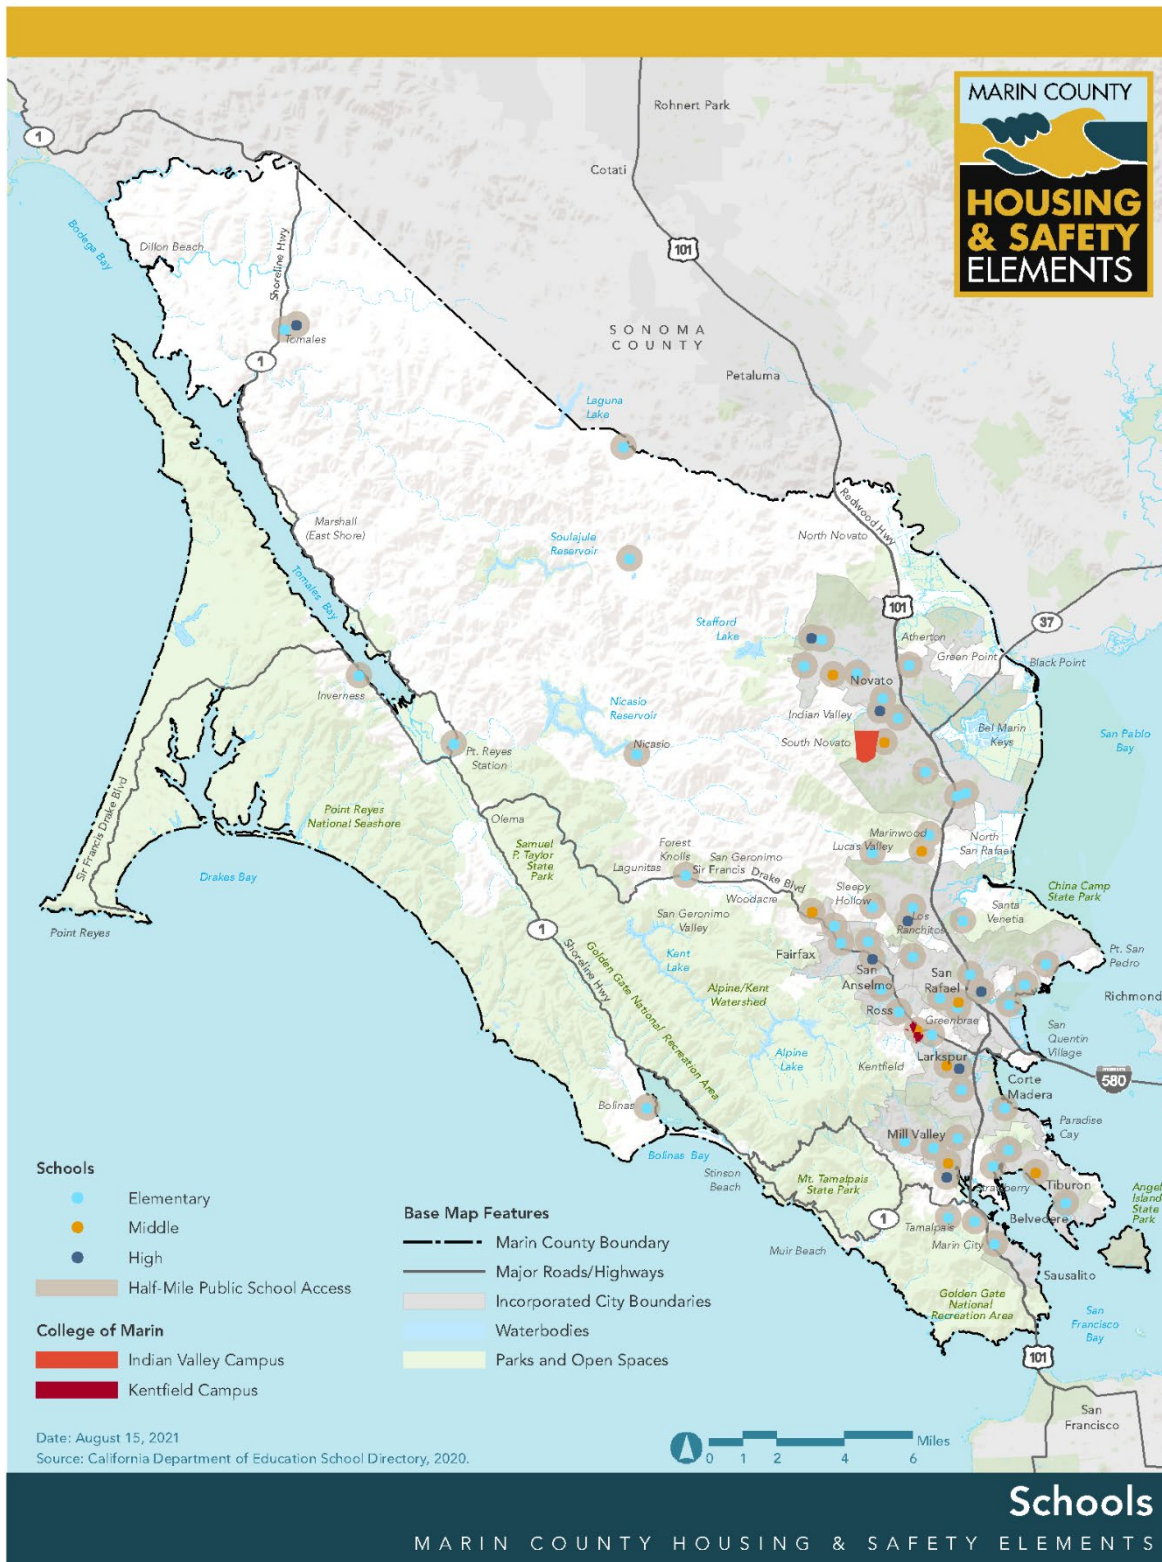 MARIN COUNTY
HOUSING
& SAFETY
ELEMENTS
Rohnert Park
1
Cotati
101
Bodega Bay
Dillon Beach
Shoreline Hwy
SONOMA
COUNTY
Tomales
1
Petaluma
Laguna
Lake
Redwood Hwy
Marshall
(East Shore)
Soulajule
Reservoir
North Novato
Tomales Bay
101
37
Stafford
Lake
Atherton
Green Point
Black Point
Novato
Inverness
Nicasio
Reservoir
Indian Valley
Bel Marin
Keys
San Pablo
Bay
South Novato
Nicasio
Pt. Reyes
Station
Sir Francis Drake Blvd
Point Reyes
National Seashore
Olema
Samuel
P. Taylor
State
Park
Forest
Knolls
Marinwood
Lucas Valley
North
San Rafael
San Geronimo
Lagunitas
Sir Francis Drake Blvd
Drakes Bay
Woodacre
Sleepy
Hollow
China Camp
State Park
Santa
Venetia
Los
Ranchitos
San Geronimo
Valley
Point Reyes
1
Shoreline Hwy
Golden Gate National Recreation Area
Kent
Lake
Fairfax
Pt. San
Pedro
San
Anselmo
San
Rafael
Alpine/Kent
Watershed
Richmond
Ross
Greenbrae
San
Quentin
Village
Alpine
Lake
Kentfield
Larkspur
580
Corte
Madera
Bolinas
Paradise
Cay
Mill Valley
Bolinas Bay
Stinson
Beach
Mt. Tamalpais
State Park
Strawberry
Tiburon
Angel
Island
State
Park
1
Tamalpais
Belvedere
Muir Beach
Marin City
Sausalito
Golden Gate
National
Recreation Area
San
Francisco
Bay
101
San
Francisco
Schools
Elementary
Middle
High
Half-Mile Public School Access
College of Marin
Indian Valley Campus
Kentfield Campus
Base Map Features
Marin County Boundary
Major Roads/Highways
Incorporated City Boundaries
Waterbodies
Parks and Open Spaces
Date: August 15, 2021
Source: California Department of Education School Directory, 2020.
0 1 2 4 6
Miles
Schools
MARIN COUNTY HOUSING & SAFETY ELEMENTS